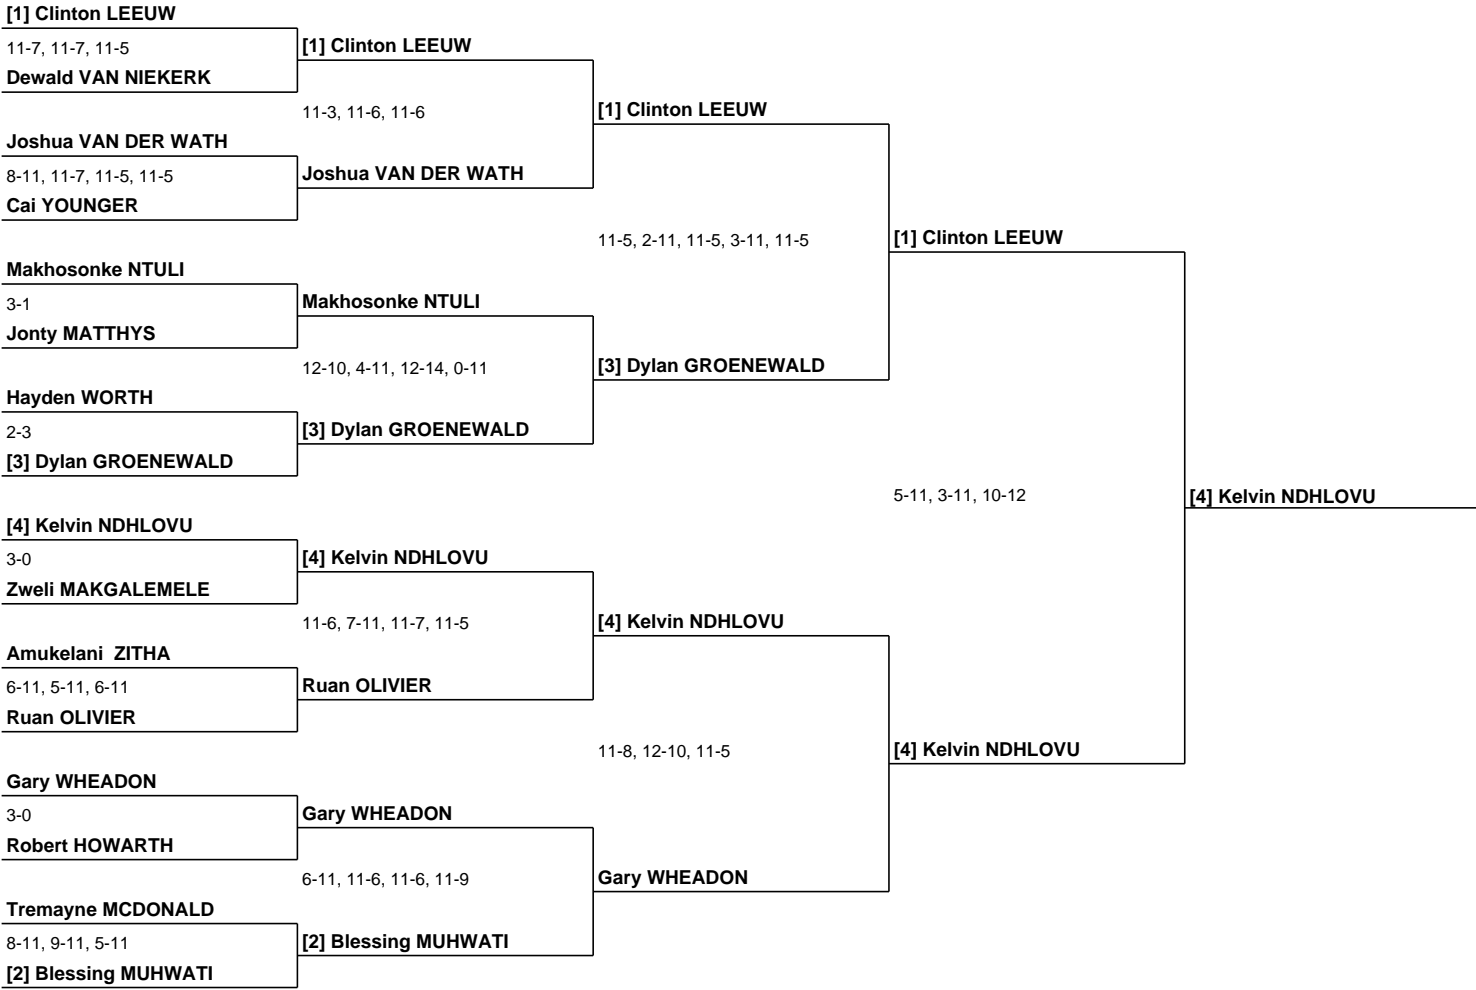 [1] Clinton LEEUW
11-7, 11-7, 11-5
Dewald VAN NIEKERK
Joshua VAN DER WATH
8-11, 11-7, 11-5, 11-5
Cai YOUNGER
Makhosonke NTULI
3-1
Jonty MATTHYS
Hayden WORTH
2-3
[3] Dylan GROENEWALD
[4] Kelvin NDHLOVU
3-0
Zweli MAKGALEMELE
Amukelani  ZITHA
6-11, 5-11, 6-11
Ruan OLIVIER
Gary WHEADON
3-0
Robert HOWARTH
Tremayne MCDONALD
8-11, 9-11, 5-11
[2] Blessing MUHWATI
[1] Clinton LEEUW
11-3, 11-6, 11-6
Joshua VAN DER WATH
Makhosonke NTULI
12-10, 4-11, 12-14, 0-11
[3] Dylan GROENEWALD
[4] Kelvin NDHLOVU
11-6, 7-11, 11-7, 11-5
Ruan OLIVIER
Gary WHEADON
6-11, 11-6, 11-6, 11-9
[2] Blessing MUHWATI
[1] Clinton LEEUW
11-5, 2-11, 11-5, 3-11, 11-5
[3] Dylan GROENEWALD
[4] Kelvin NDHLOVU
11-8, 12-10, 11-5
Gary WHEADON
[1] Clinton LEEUW
5-11, 3-11, 10-12
[4] Kelvin NDHLOVU
[4] Kelvin NDHLOVU